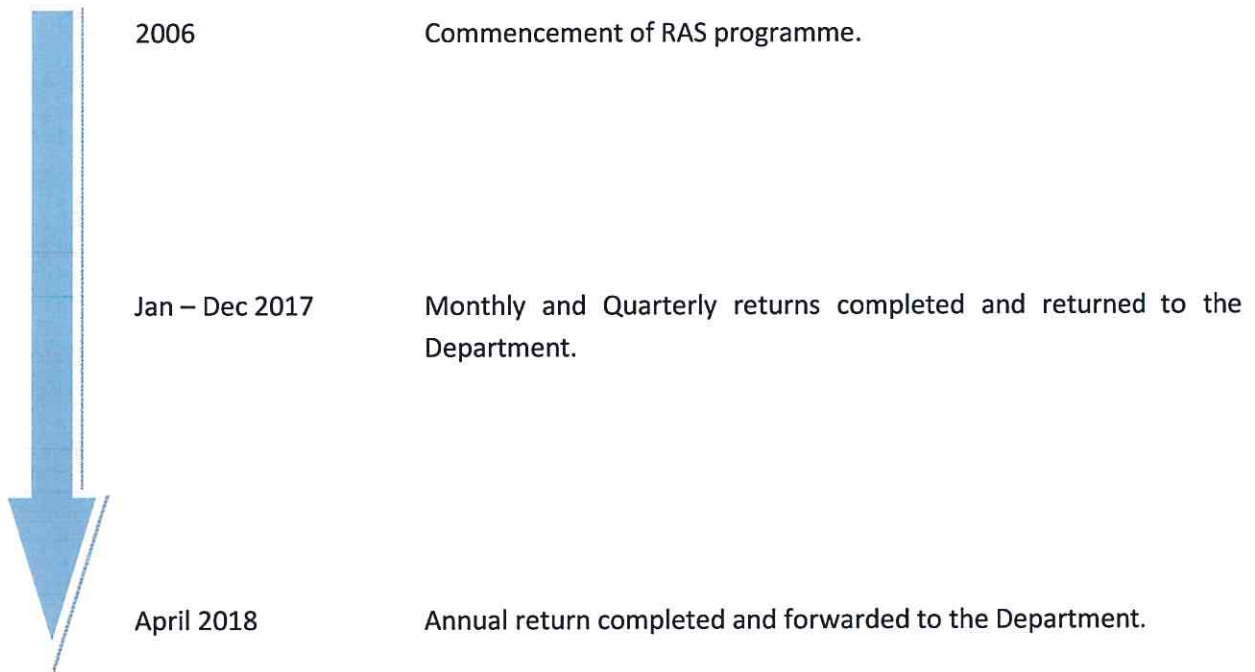 2006 Commencement of RAS programme.
Jan – Dec 2017 Monthly and Quarterly returns completed and returned to the
Department.
April 2018 Annual return completed and forwarded to the Department.